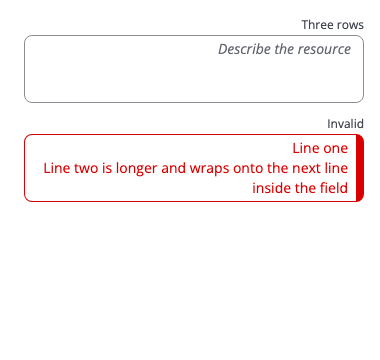 Three rows
Describe the resource
Invalid
Line one
Line two is longer and wraps onto the next line
inside the field